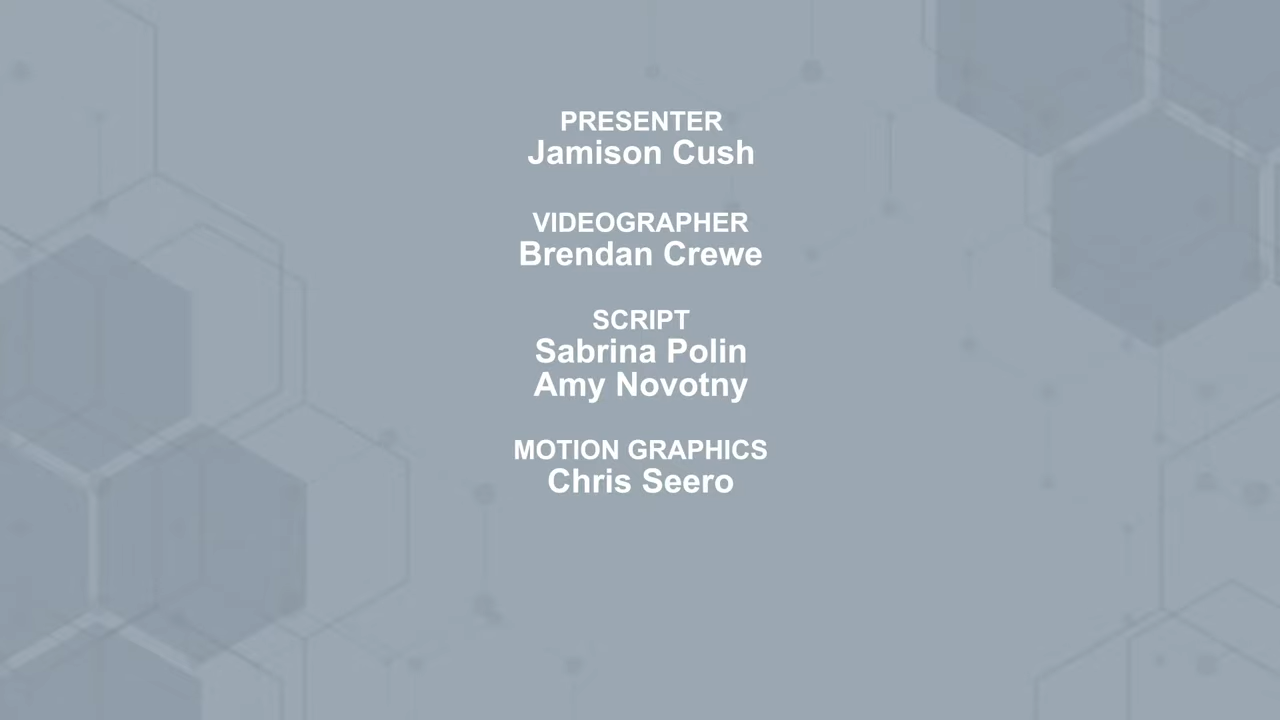 PRESENTER
Jamison Cush
VIDEOGRAPHER
Brendan Crewe
SCRIPT
Sabrina Polin
Amy Novotny
MOTION GRAPHICS
Chris Seero